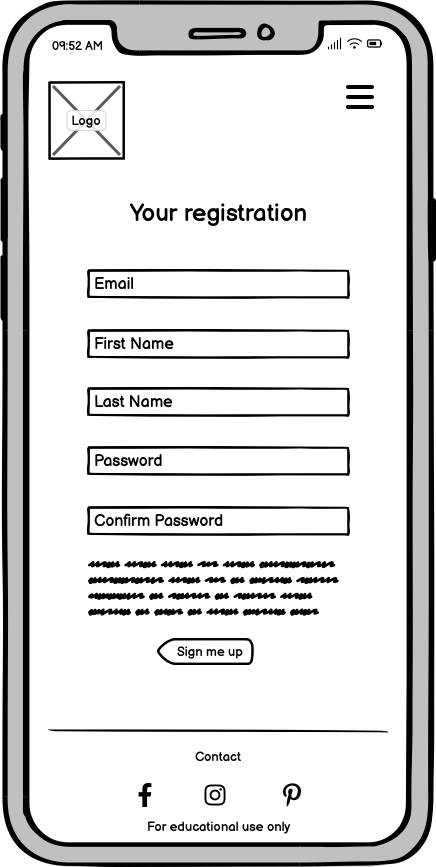 09:52 AM
Logo
Your registration
Email
First Name
Last Name
Password
Confirm Password
Sign me up
Contact
For educational use only